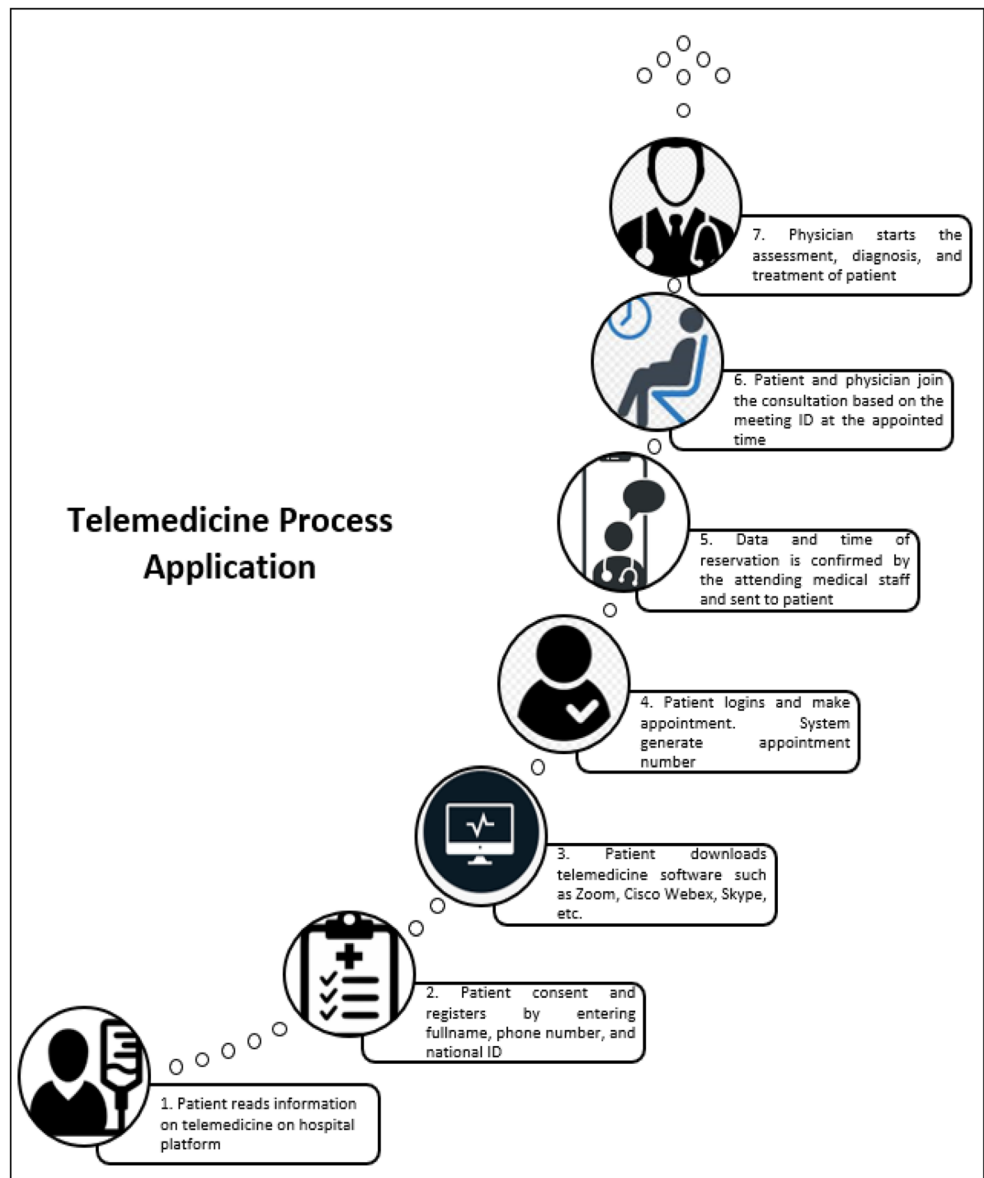 Telemedicine Process
Application
1. Patient reads information
on telemedicine on hospital
platform
2. Patient consent and
registers by entering
fullname, phone number, and
national ID
3. Patient downloads
telemedicine software such
as Zoom, Cisco Webex, Skype,
etc.
4. Patient logins and make
appointment. System
generate appointment
number
5. Data and time of
reservation is confirmed by
the attending medical staff
and sent to patient
6. Patient and physician join
the consultation based on the
meeting ID at the appointed
time
7. Physician starts the
assessment, diagnosis, and
treatment of patient